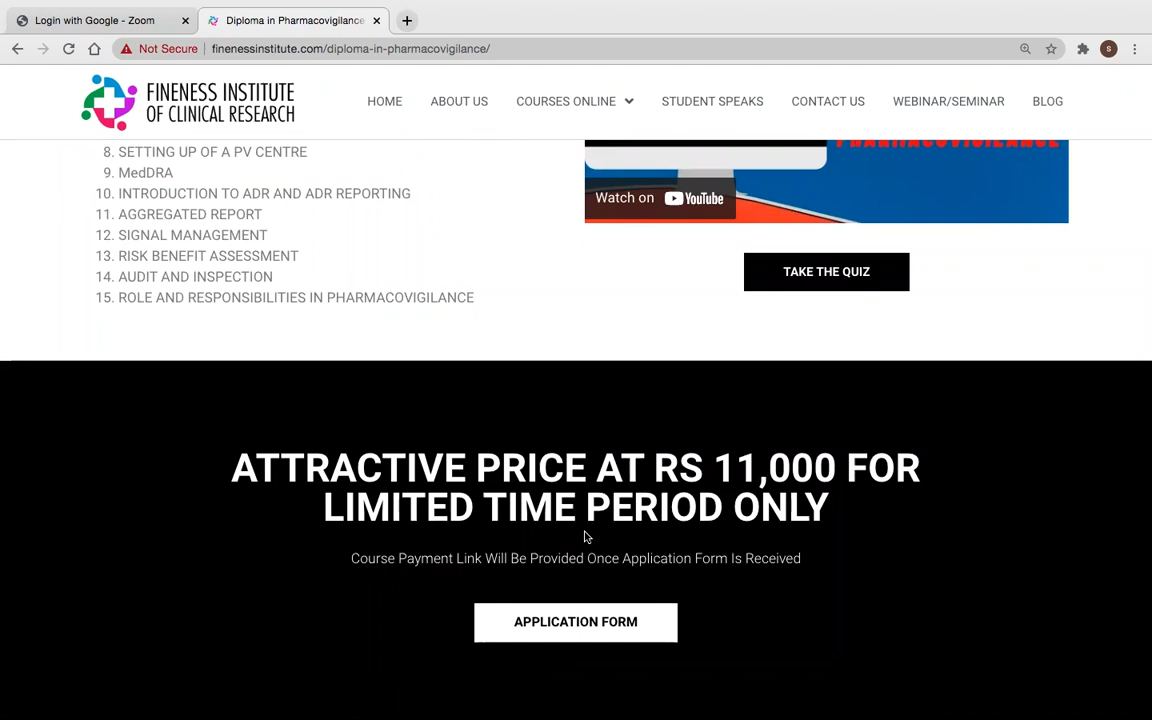 Login with Google - Zoom
Diploma in Pharmacovigilance
Not Secure
finenessinstitute.com/diploma-in-pharmacovigilance/
S
FINENESS INSTITUTE
OF CLINICAL RESEARCH
HOME
ABOUT US
COURSES ONLINE
STUDENT SPEAKS
CONTACT US
WEBINAR/SEMINAR
BLOG
8. SETTING UP OF A PV CENTRE
9. MedDRA
10. INTRODUCTION TO ADR AND ADR REPORTING
11. AGGREGATED REPORT
12. SIGNAL MANAGEMENT
13. RISK BENEFIT ASSESSMENT
14. AUDIT AND INSPECTION
15. ROLE AND RESPONSIBILITIES IN PHARMACOVIGILANCE
PHARMACOVIGILANCE
Watch on YouTube
TAKE THE QUIZ
ATTRACTIVE PRICE AT RS 11,000 FOR
LIMITED TIME PERIOD ONLY
Course Payment Link Will Be Provided Once Application Form Is Received
APPLICATION FORM